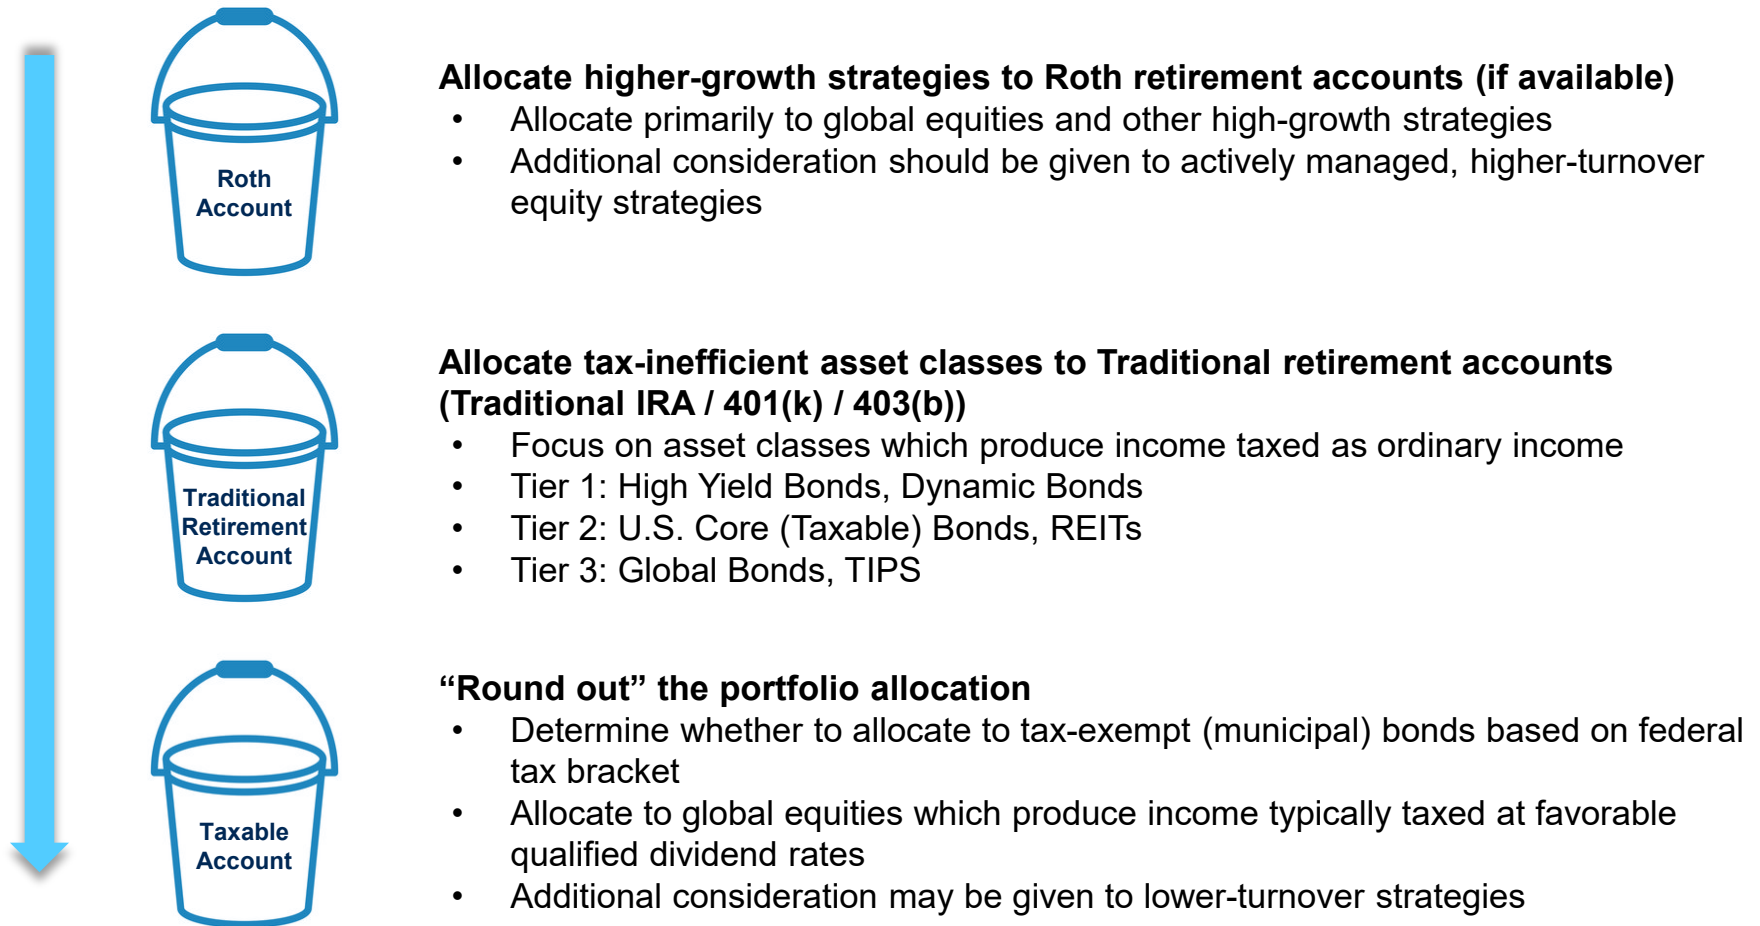 Roth
Account
Allocate higher-growth strategies to Roth retirement accounts (if available)
• Allocate primarily to global equities and other high-growth strategies
• Additional consideration should be given to actively managed, higher-turnover
equity strategies
Traditional
Retirement
Account
Allocate tax-inefficient asset classes to Traditional retirement accounts
(Traditional IRA / 401(k) / 403(b))
• Focus on asset classes which produce income taxed as ordinary income
• Tier 1: High Yield Bonds, Dynamic Bonds
• Tier 2: U.S. Core (Taxable) Bonds, REITs
• Tier 3: Global Bonds, TIPS
Taxable
Account
“Round out” the portfolio allocation
• Determine whether to allocate to tax-exempt (municipal) bonds based on federal
tax bracket
• Allocate to global equities which produce income typically taxed at favorable
qualified dividend rates
• Additional consideration may be given to lower-turnover strategies